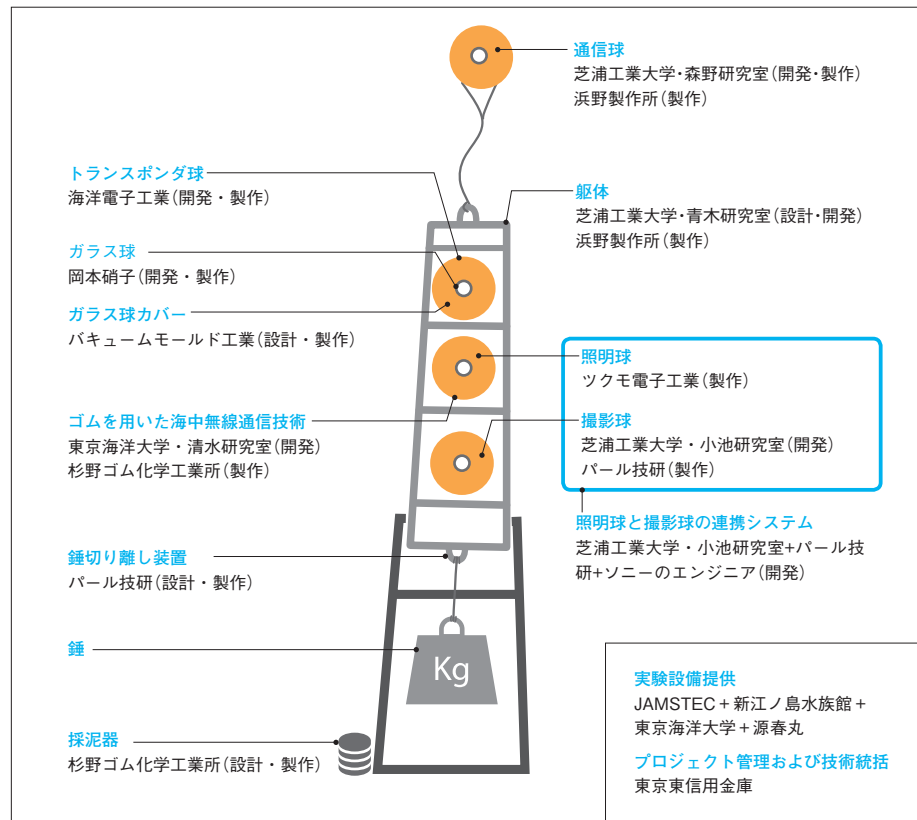 通信球
芝浦工業大学・森野研究室(開発・製作)
浜野製作所(製作)
トランスポンダ球
海洋電子工業(開発・製作)
ガラス球
岡本硝子(開発・製作)
ガラス球カバー
バキュームモールド工業(設計・製作)
ゴムを用いた海中無線通信技術
東京海洋大学・清水研究室(開発)
杉野ゴム化学工業所(製作)
錘切り離し装置
パール技研(設計・製作)
錘
採泥器
杉野ゴム化学工業所(設計・製作)
Kg
躯体
芝浦工業大学・青木研究室(設計・開発)
浜野製作所(製作)
照明球
ツクモ電子工業(製作)
撮影球
芝浦工業大学・小池研究室(開発)
パール技研(製作)
照明球と撮影球の連携システム
芝浦工業大学・小池研究室+パール技
研+ソニーのエンジニア(開発)
実験設備提供
JAMSTEC+新江ノ島水族館+
東京海洋大学+源春丸
プロジェクト管理および技術統括
東京東信用金庫